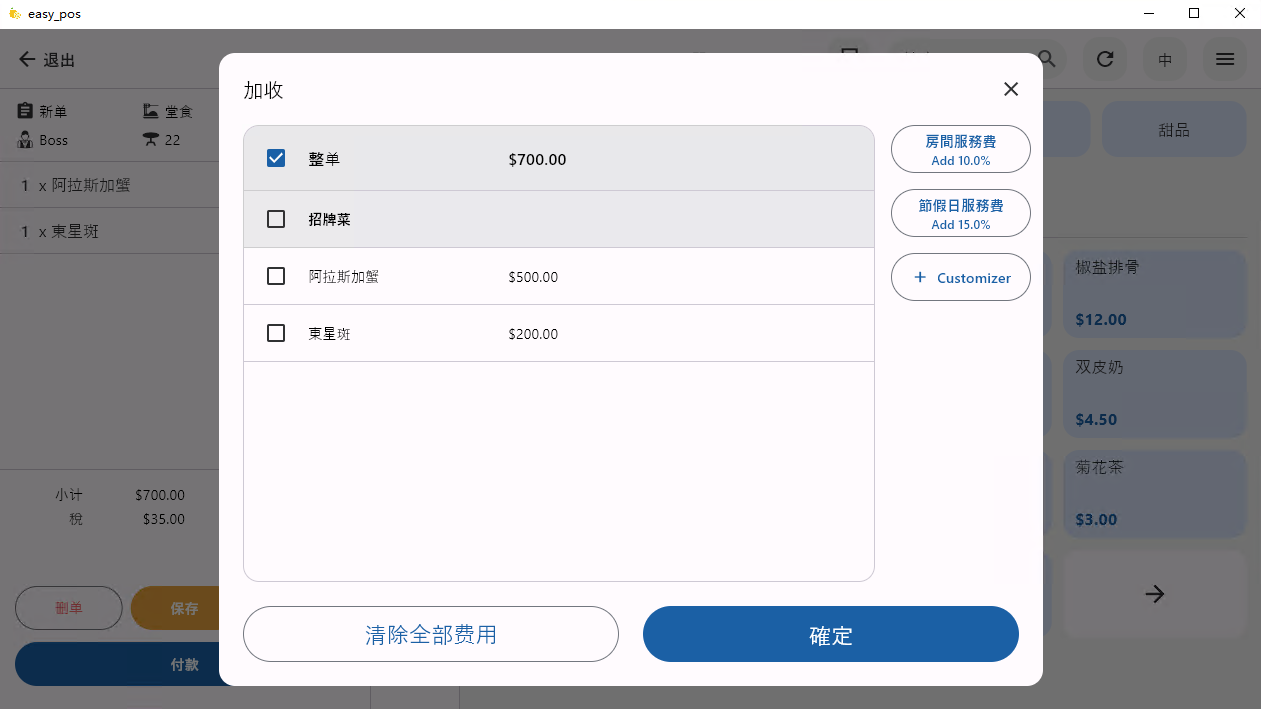 easy_pos
退出
中
新单
堂食
Boss
22
1 x 阿拉斯加蟹
1 x 東星斑
小计 $700.00
稅 $35.00
删单
保存
付款
加收
整单 $700.00
招牌菜
阿拉斯加蟹 $500.00
東星斑 $200.00
房間服務費
Add 10.0%
節假日服務費
Add 15.0%
+ Customizer
清除全部费用
確定
甜品
椒盐排骨
$12.00
双皮奶
$4.50
菊花茶
$3.00